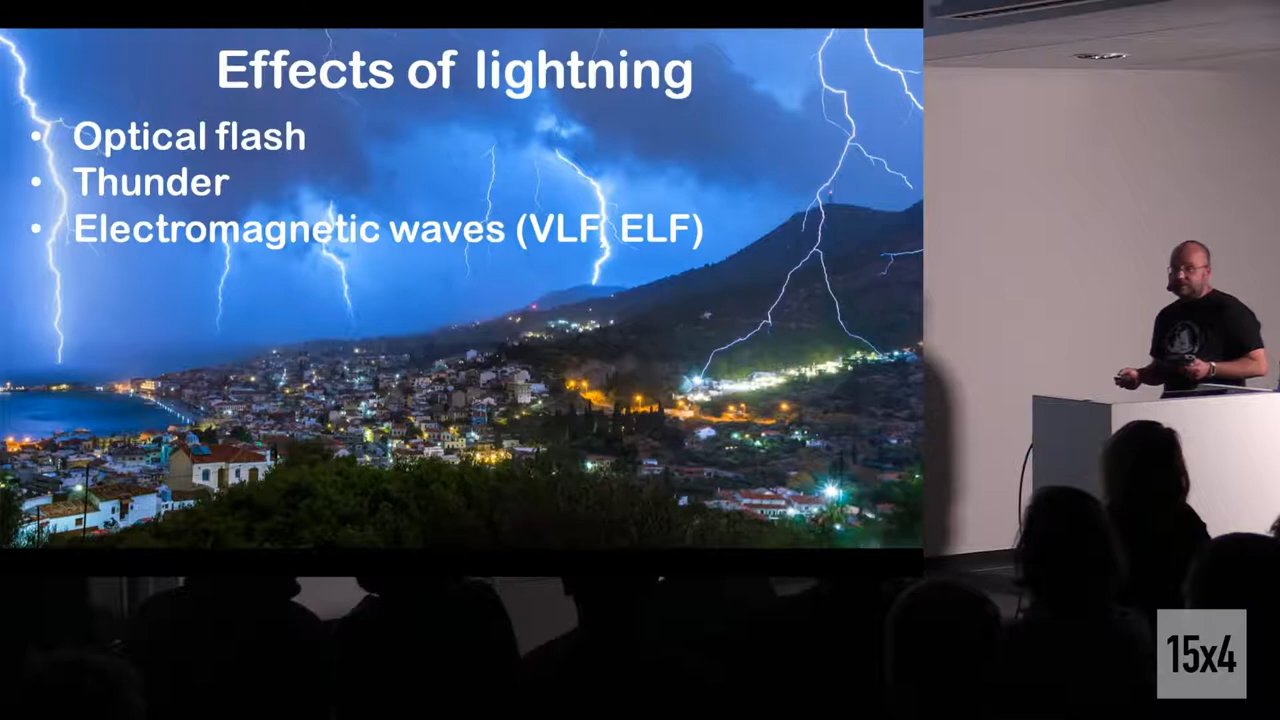 Effects of lightning
• Optical flash
• Thunder
• Electromagnetic waves (VLF, ELF)
15x4